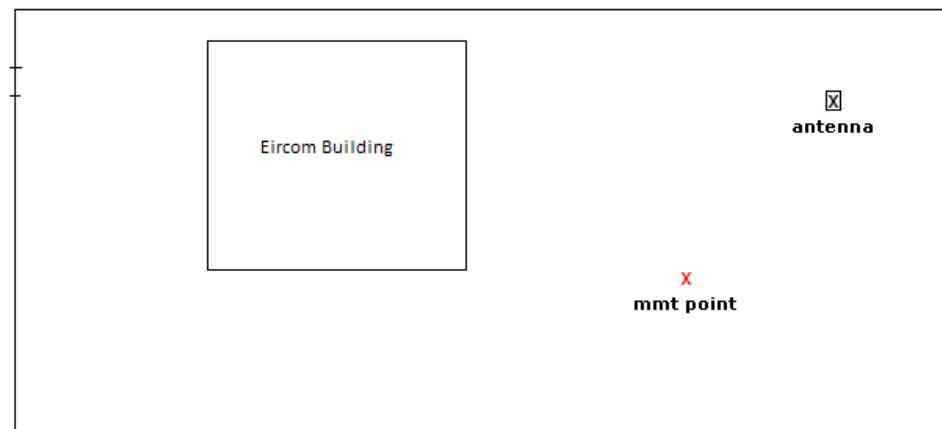 X
antenna
Eircom Building
X
mmt point